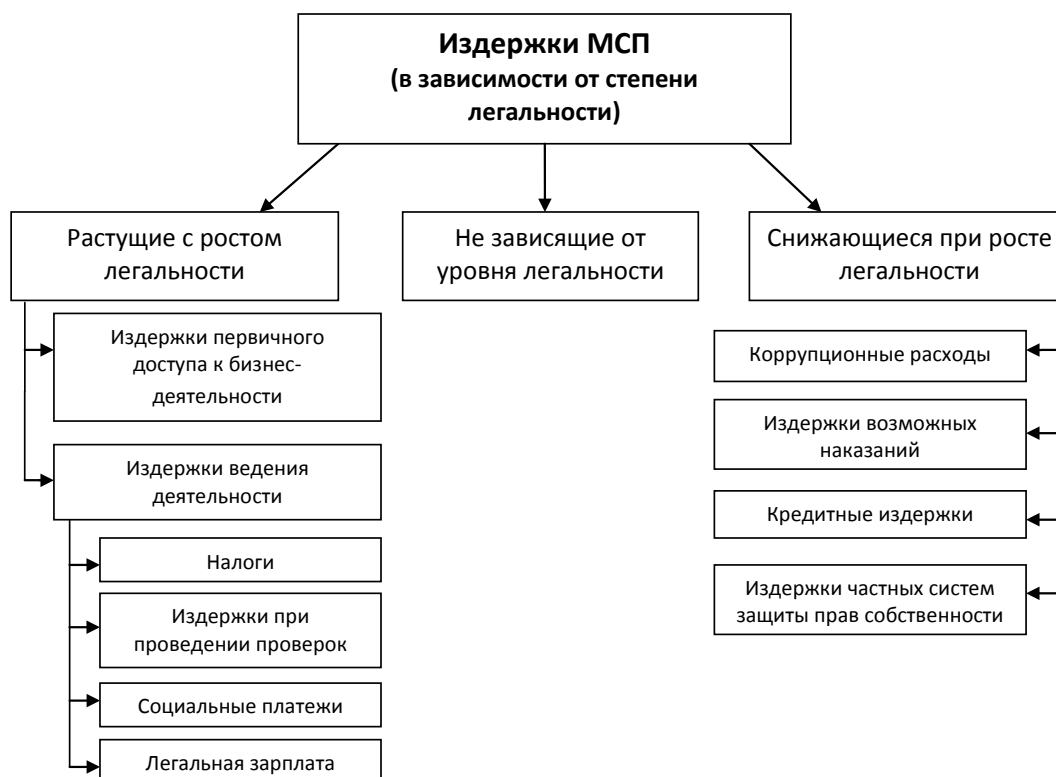 Издержки МСП
(в зависимости от степени
легальности)
Растущие с ростом
легальности
Не зависящие от
уровня легальности
Снижающиеся при росте
легальности
Издержки первичного
доступа к бизнес-
деятельности
Издержки ведения
деятельности
Налоги
Издержки при
проведении проверок
Социальные платежи
Легальная зарплата
Коррупционные расходы
Издержки возможных
наказаний
Кредитные издержки
Издержки частных систем
защиты прав собственности